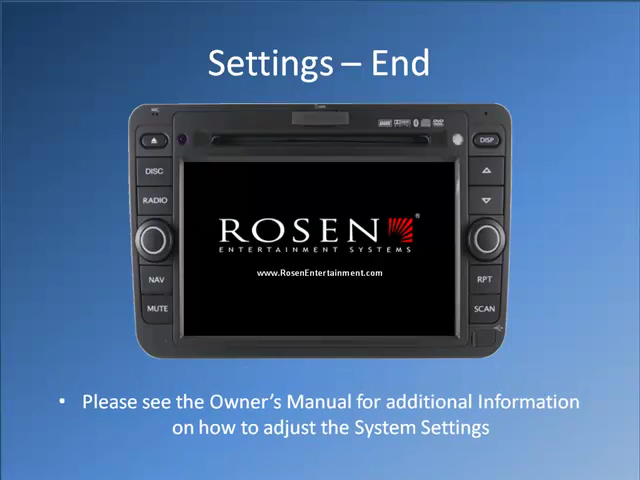 Settings – End
MIC
DISP
DISC
RADIO
ROSEN®
ENTERTAINMENT SYSTEMS
www.RosenEntertainment.com
NAV
RPT
MUTE
SCAN
• Please see the Owner's Manual for additional Information
on how to adjust the System Settings